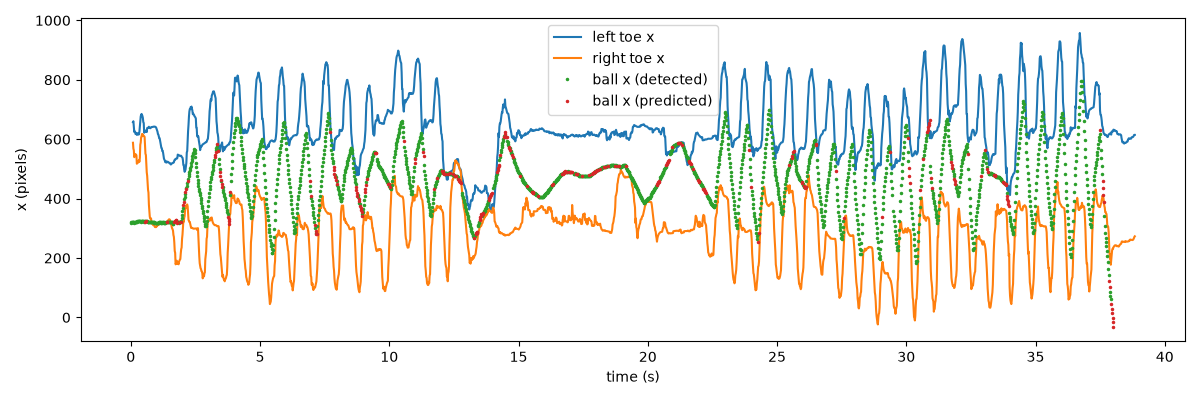 1000
800
600
400
200
0
x (pixels)
left toe x
right toe x
ball x (detected)
ball x (predicted)
0 5 10 15 20 25 30 35 40
time (s)